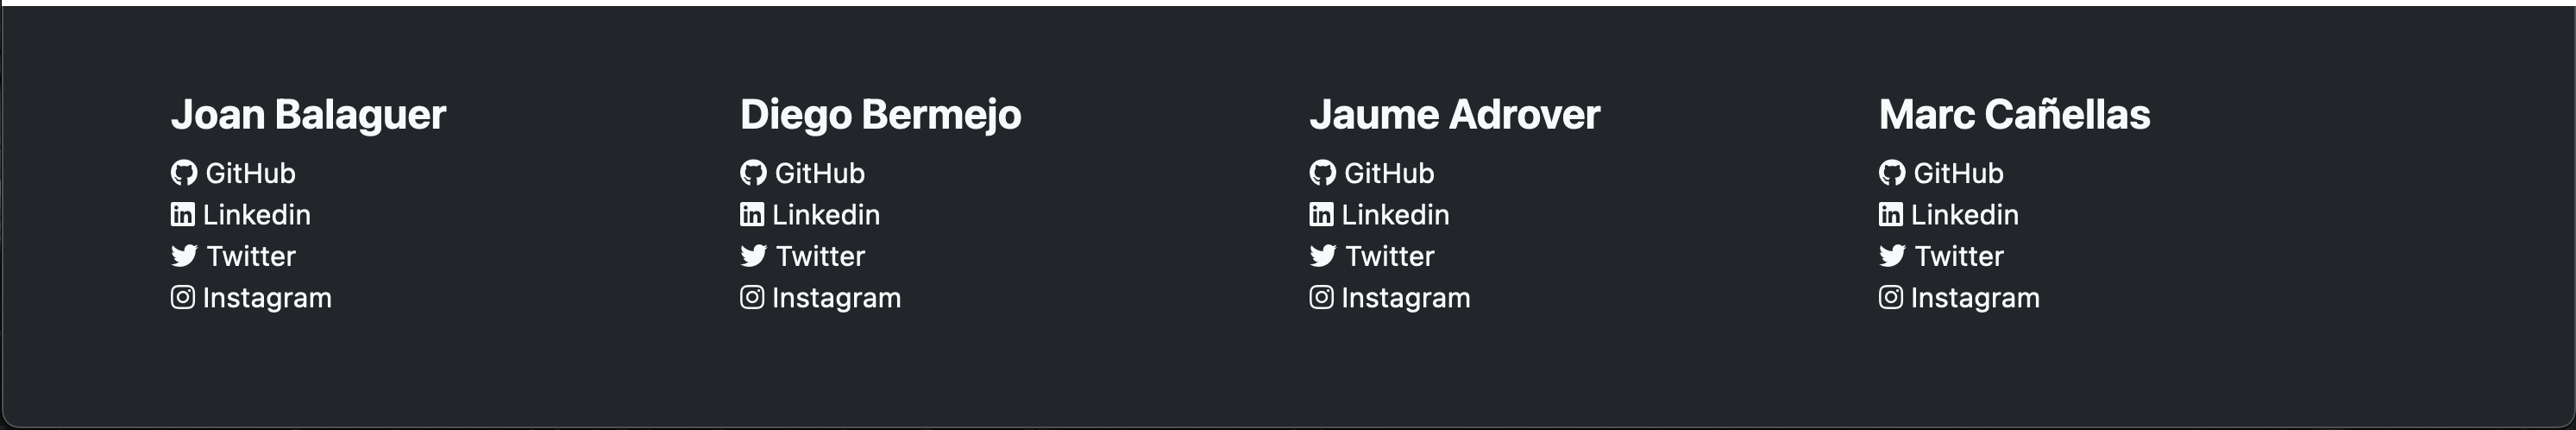 Joan Balaguer
GitHub
Linkedin
Twitter
Instagram
Diego Bermejo
GitHub
Linkedin
Twitter
Instagram
Jaume Adrover
GitHub
Linkedin
Twitter
Instagram
Marc Cañellas
GitHub
Linkedin
Twitter
Instagram